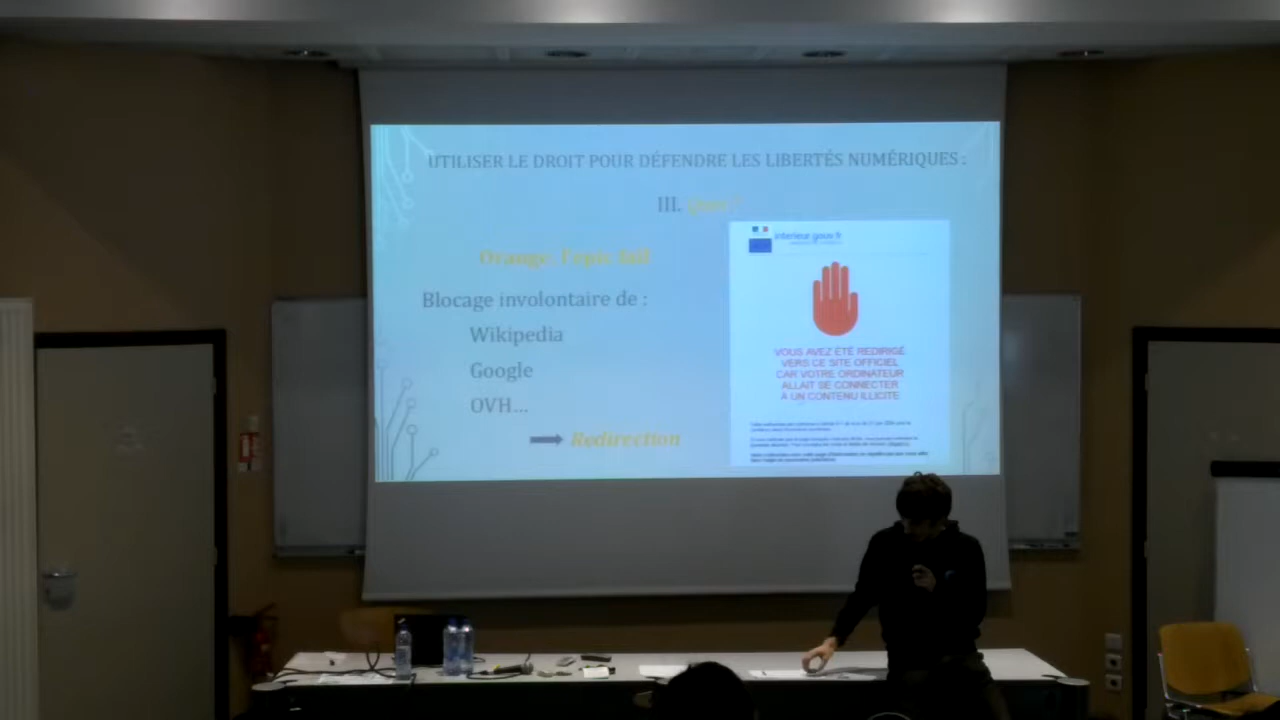 UTILISER LE DROIT POUR DÉFENDRE LES LIBERTÉS NUMÉRIQUES :
III.
Orange, l'epic fail
Blocage involontaire de :
Wikipedia
Google
OVH...
Redirection
interieur.gouv.fr
VOUS AVEZ ÉTÉ REDIRIGÉ
VERS CE SITE OFFICIEL
CAR VOTRE ORDINATEUR
ALLAIT SE CONNECTER
À UN CONTENU ILLICITE